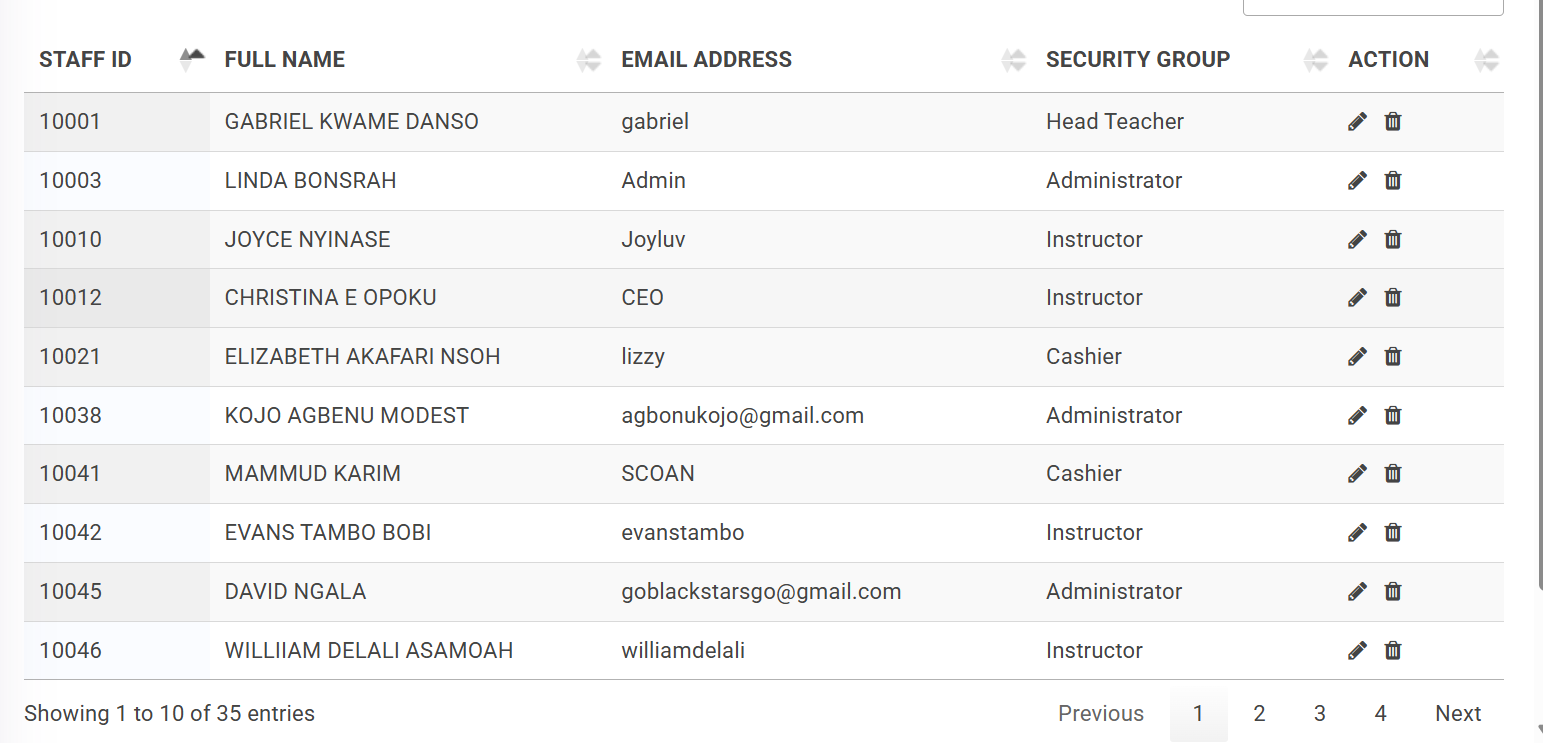 STAFF ID FULL NAME EMAIL ADDRESS SECURITY GROUP ACTION
10001 GABRIEL KWAME DANSO gabriel Head Teacher
10003 LINDA BONSRAH Admin Administrator
10010 JOYCE NYINASE Joyluv Instructor
10012 CHRISTINA E OPOKU CEO Instructor
10021 ELIZABETH AKAFARI NSOH lizzy Cashier
10038 KOJO AGBENU MODEST agbonukojo@gmail.com Administrator
10041 MAMMUD KARIM SCOAN Cashier
10042 EVANS TAMBO BOBI evanstambo Instructor
10045 DAVID NGALA goblackstarsgo@gmail.com Administrator
10046 WILLIIAM DELALI ASAMOAH williamdelali Instructor
Showing 1 to 10 of 35 entries Previous 1 2 3 4 Next